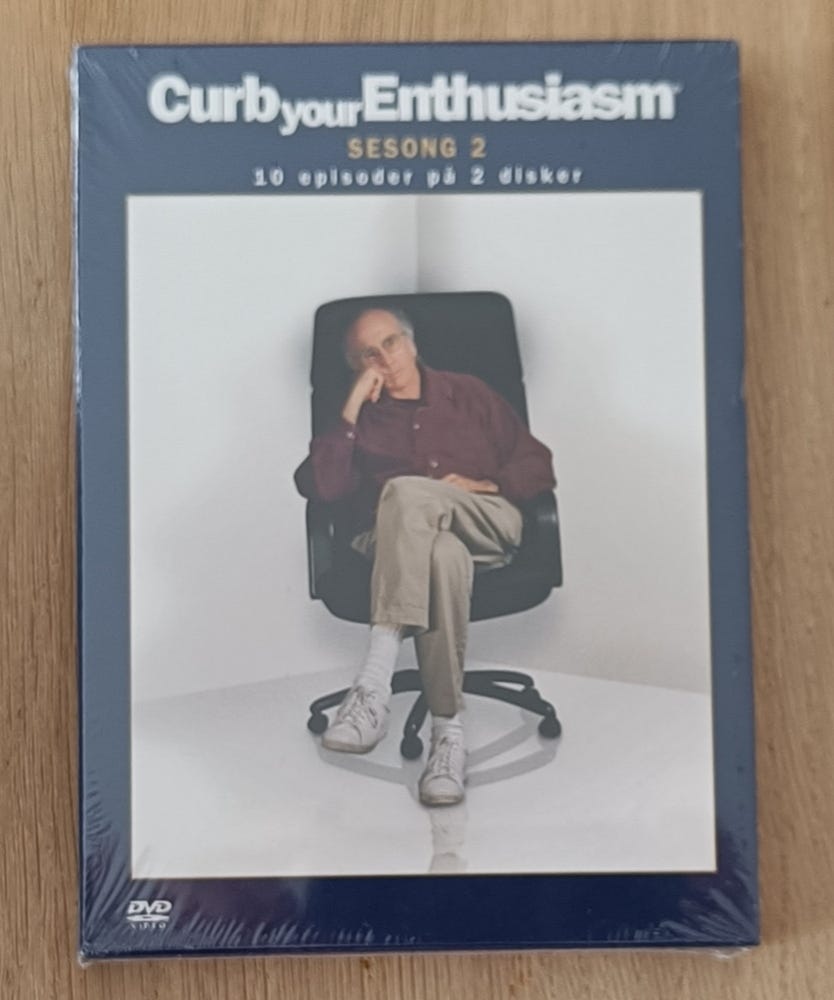 Curb your Enthusiasm
SESONG 2
10 episoder på 2 disker
DVD
VIDEO